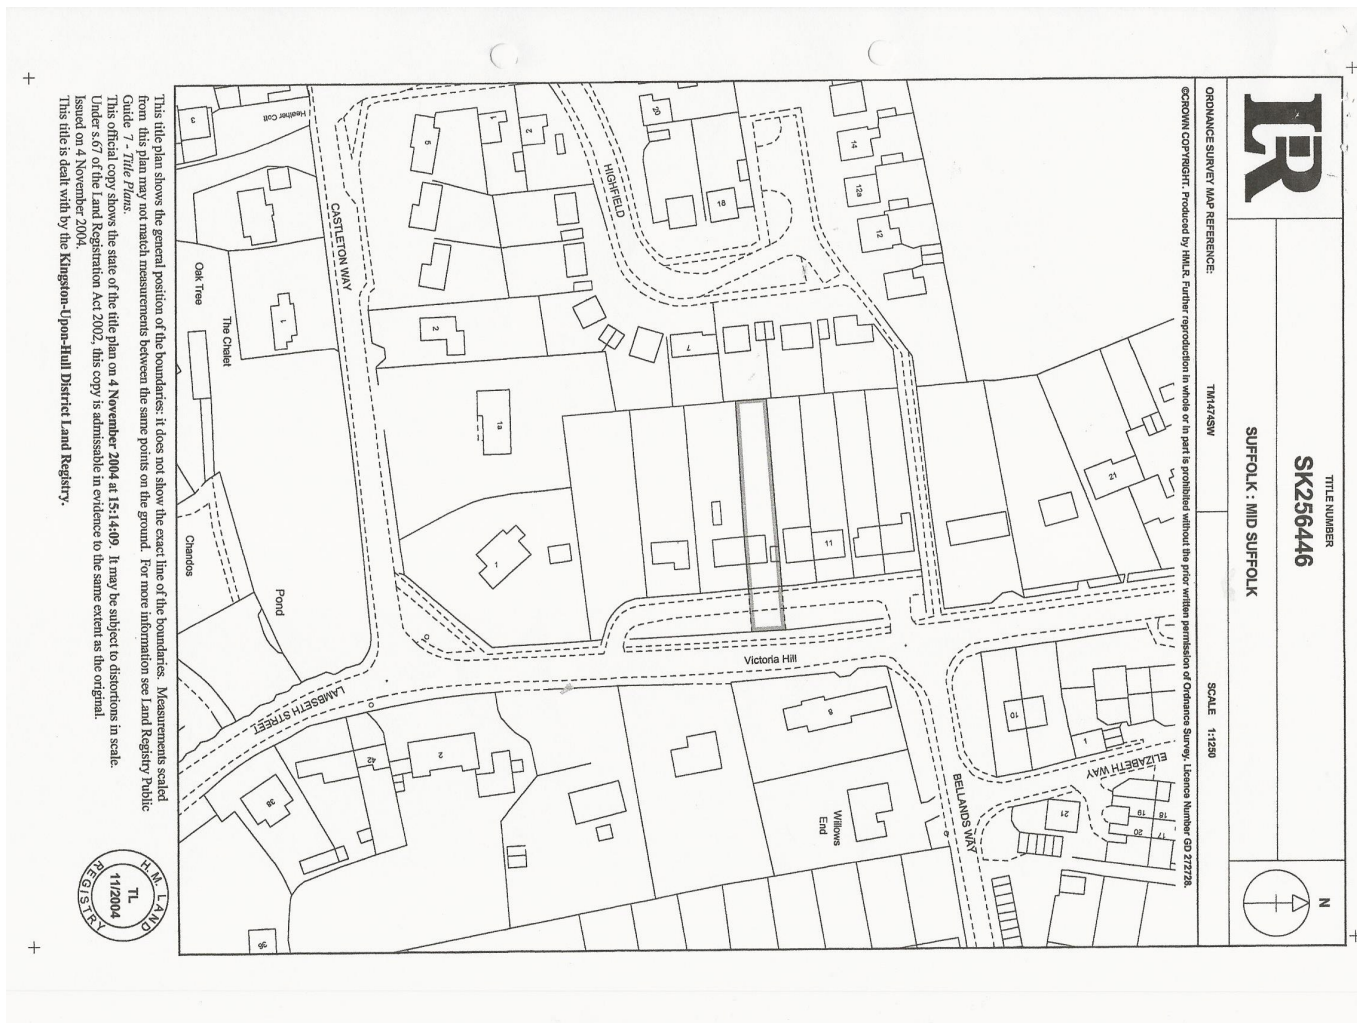 TITLE NUMBER
SK256446
SUFFOLK : MID SUFFOLK
N
LR
ORDNANCE SURVEY MAP REFERENCE:
TM1474SW
SCALE 1:1250
©CROWN COPYRIGHT. Produced by HMLR. Further reproduction in whole or in part is prohibited without the prior written permission of Ordnance Survey. Licence Number GD 272728.
20
14
12a
12
18
HIGHFIELD
1
2
5
7
2
CASTLETON WAY
Heather Cott
3
Oak Tree
The Chalet
1
1a
1
21
11
Chandos
Pond
Victoria Hill
LAMBSETH STREET
8
10
1
ELIZABETH WAY
BELLANDS WAY
21
18
19
17
20
Willows
End
42
2
38
36
This title plan shows the general position of the boundaries: it does not show the exact line of the boundaries. Measurements scaled
from this plan may not match measurements between the same points on the ground. For more information see Land Registry Public
Guide 7 - Title Plans.
This official copy shows the state of the title plan on 4 November 2004 at 15:14:09. It may be subject to distortions in scale.
Under s.67 of the Land Registration Act 2002, this copy is admissable in evidence to the same extent as the original.
Issued on 4 November 2004.
This title is dealt with by the Kingston-Upon-Hull District Land Registry.
H.M. LAND
REGISTRY
TL
11/2004